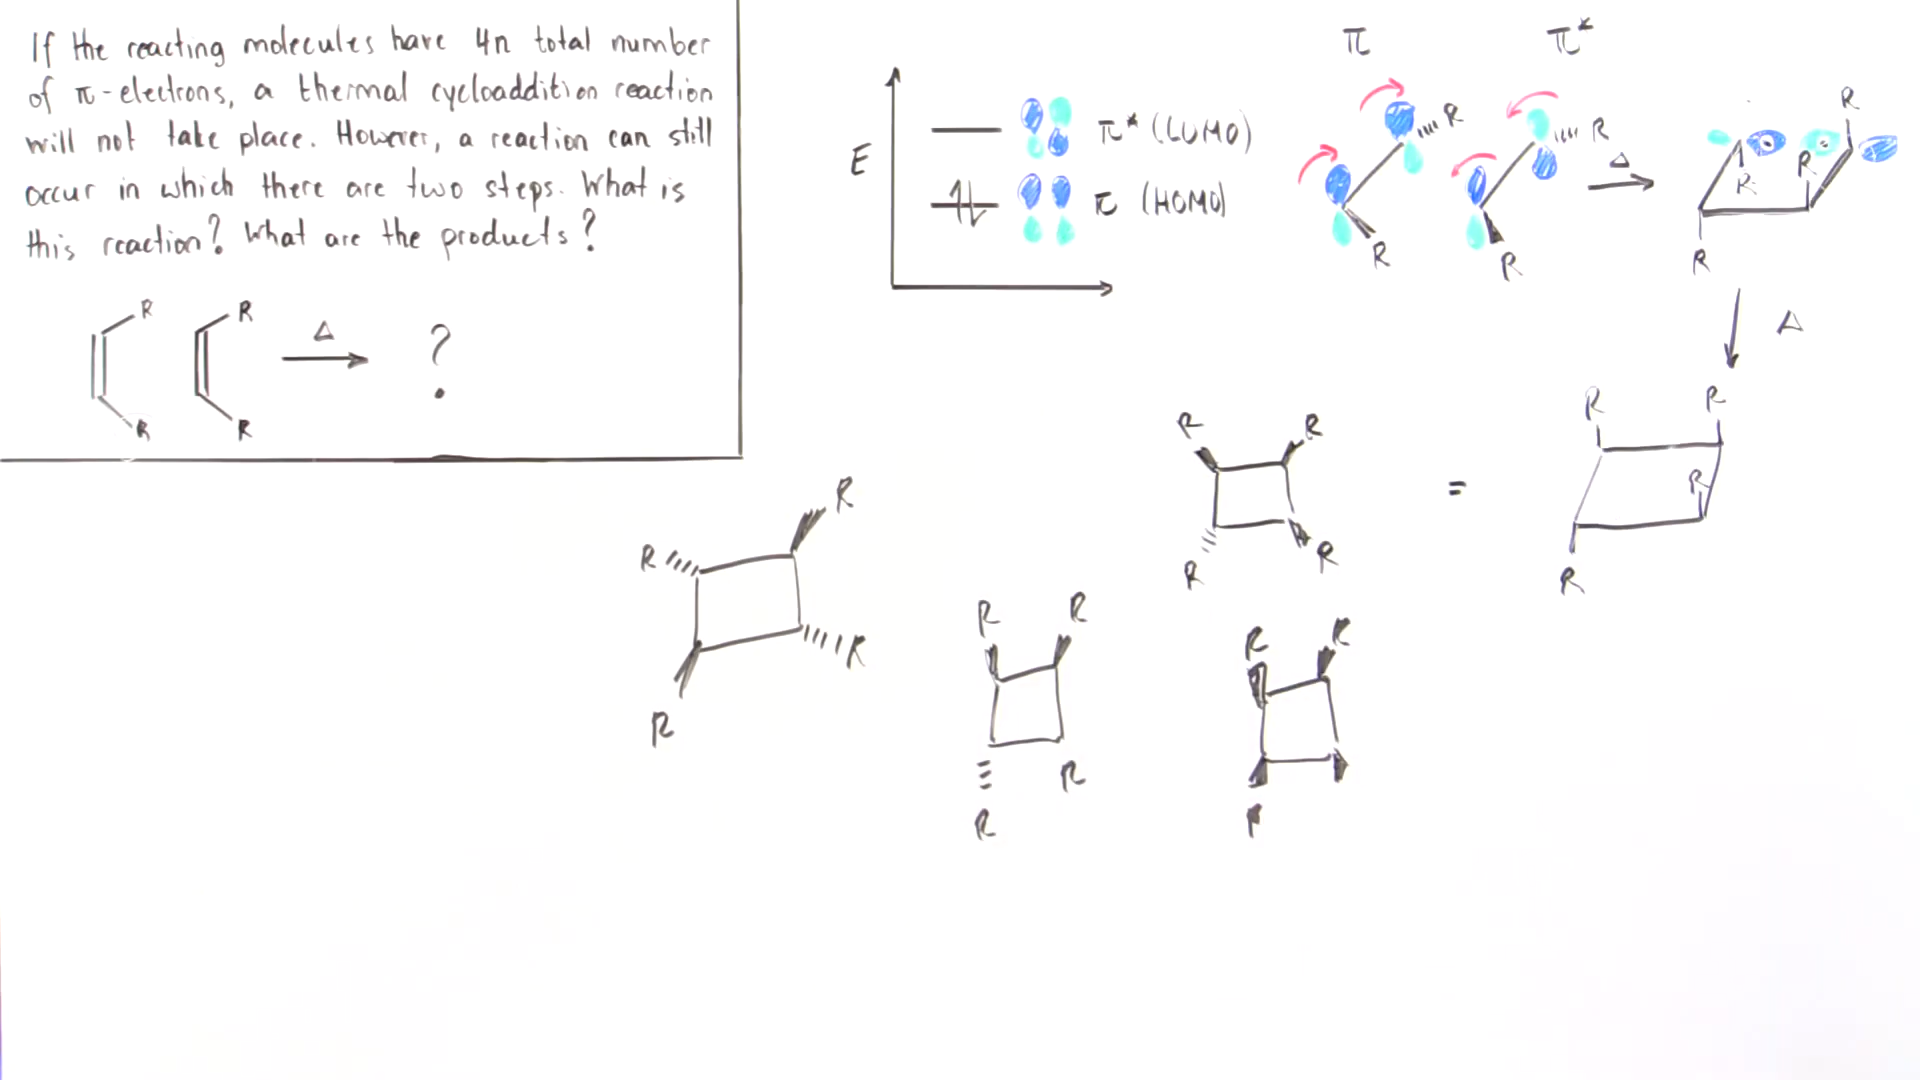 If the reacting molecules have 4n total number
of π-electrons, a thermal cycloaddition reaction
will not take place. However, a reaction can still
occur in which there are two steps. What is
this reaction? What are the products?
R R
Δ
?
R R
E
π* (LUMO)
π (HOMO)
π π*
R R
R R
Δ
R
R
R
R
Δ
R R
R
R
=
R R
R R
R R
R R
R R
R R
R R
R